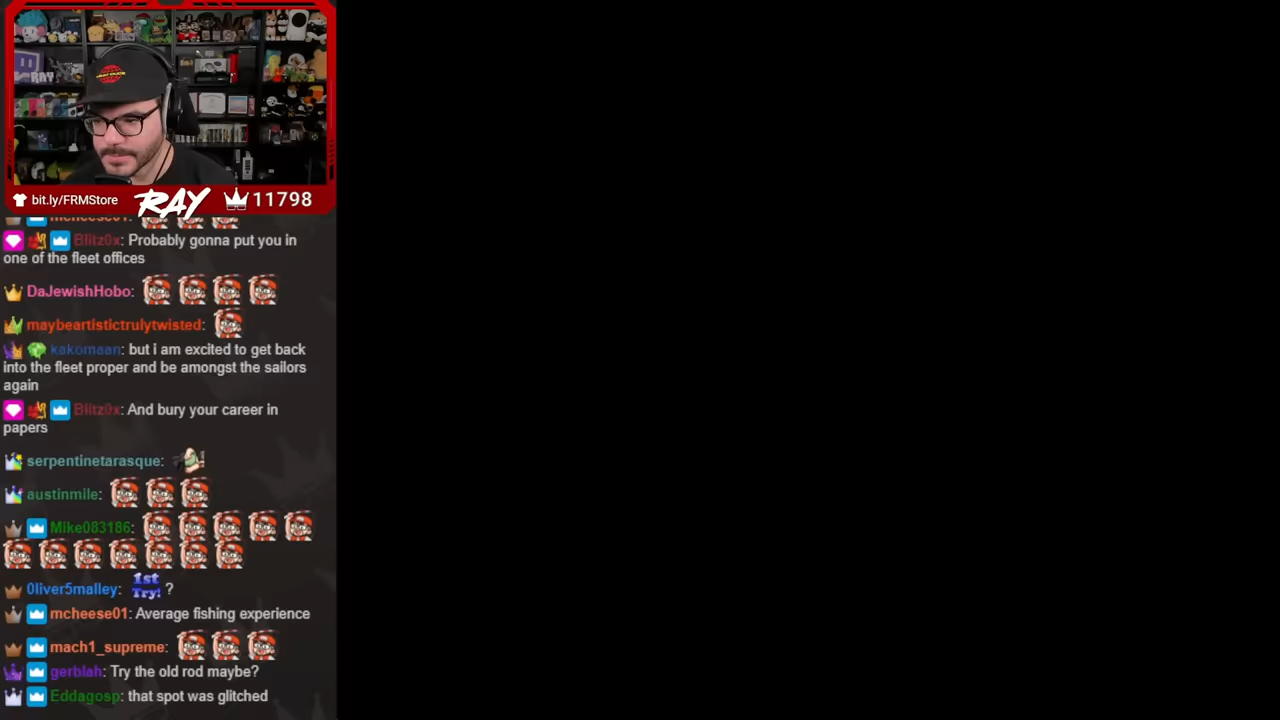 bit.ly/FRMStore RAY 11798
mcheese01:
Blitz0x: Probably gonna put you in
one of the fleet offices
DaJewishHobo:
maybeartistictrulytwisted:
kakomaan: but i am excited to get back
into the fleet proper and be amongst the sailors
again
Blitz0x: And bury your career in
papers
serpentinetarasque:
austinmile:
Mike083186:
0liver5malley: 1st Try! ?
mcheese01: Average fishing experience
mach1_supreme:
gerblah: Try the old rod maybe?
Eddagosp: that spot was glitched